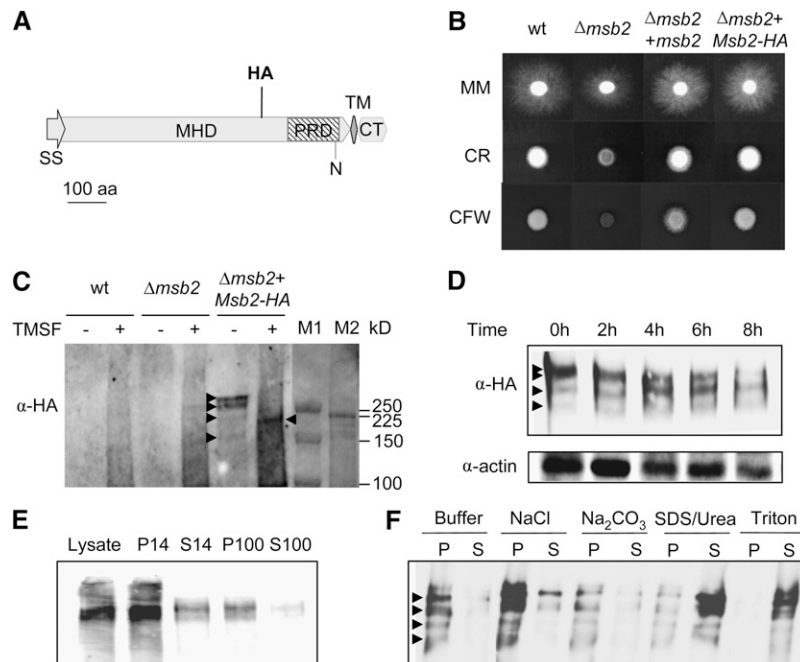 A
HA
TM
MHD
PRD
CT
SS
N
100 aa
B
wt Δmsb2 Δmsb2 +msb2 Δmsb2+ Msb2-HA
MM
CR
CFW
C
wt Δmsb2 Δmsb2+ Msb2-HA
TMSF - + - + - + M1 M2 kD
α-HA
250
225
150
100
D
Time 0h 2h 4h 6h 8h
α-HA
α-actin
E
Lysate P14 S14 P100 S100
F
Buffer NaCl Na₂CO₃ SDS/Urea Triton
P S P S P S P S P S